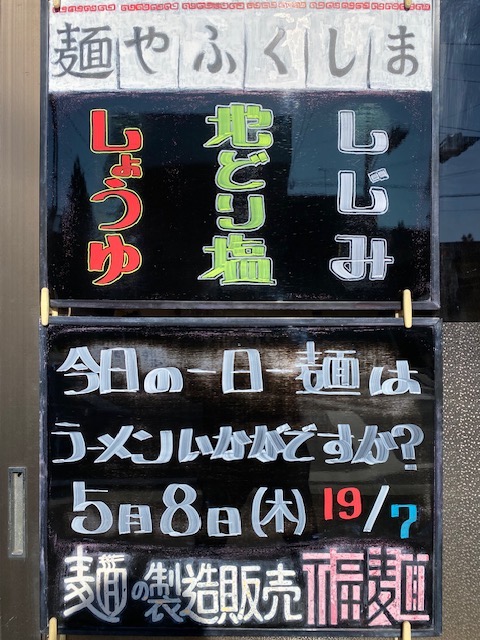 麺やふくしま
しじみ
地どり塩
しょうゆ
今日の一日一麺は
ラーメンいかがですか?
5月8日(木) 19/7
麺の製造販売 福麺